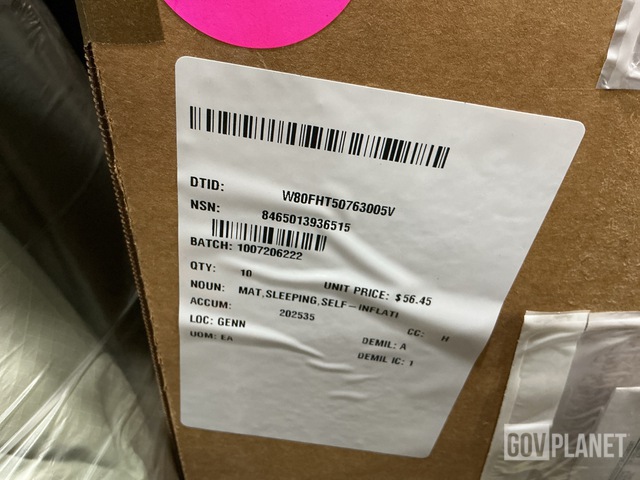 DTID: W80FHT50763005V
NSN: 8465013936515
BATCH: 1007206222
QTY: 10 UNIT PRICE: $56.45
NOUN: MAT,SLEEPING,SELF-INFLATI
ACCUM: 202535 CC: H
LOC: GENN DEMIL: A
UOM: EA DEMIL IC: 1
GOVPLANET